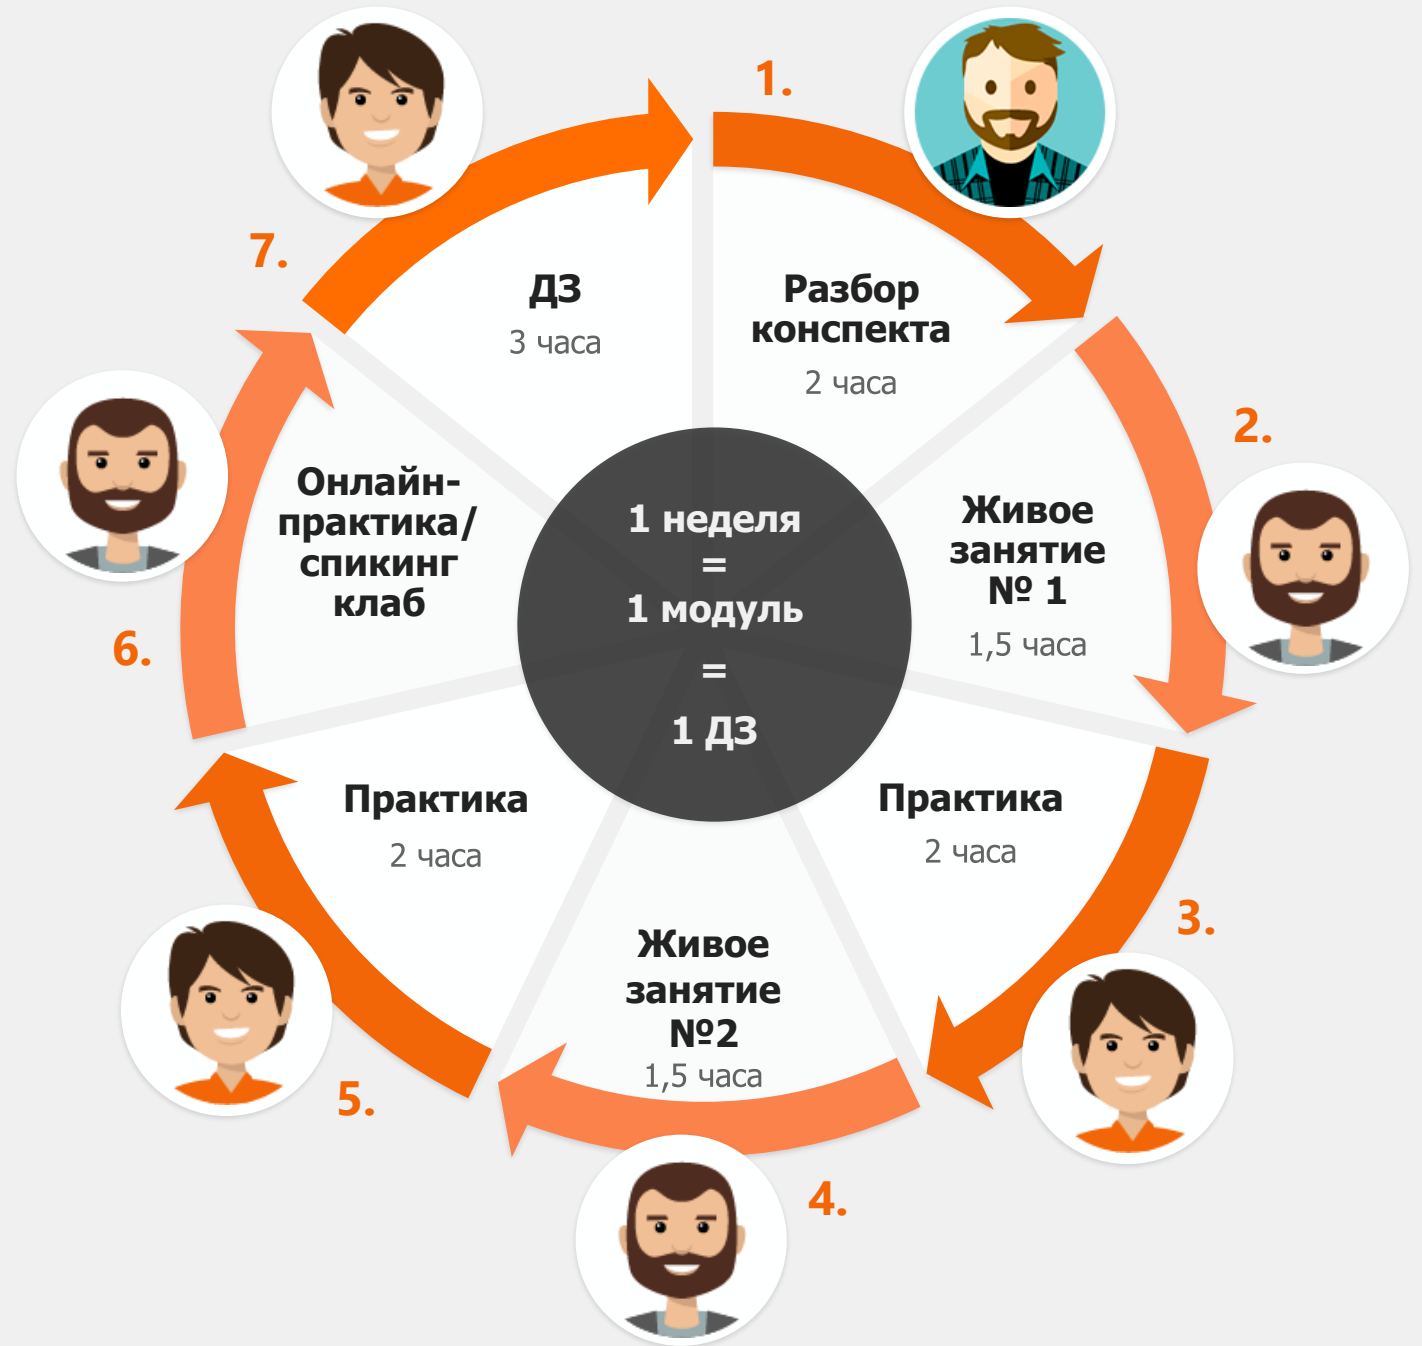 1.
Разбор
конспекта
2 часа
2.
Живое
занятие
№ 1
1,5 часа
3.
Практика
2 часа
4.
Живое
занятие
№2
1,5 часа
5.
Практика
2 часа
6.
Онлайн-
практика/
спикинг
клаб
7.
ДЗ
3 часа
1 неделя
=
1 модуль
=
1 ДЗ